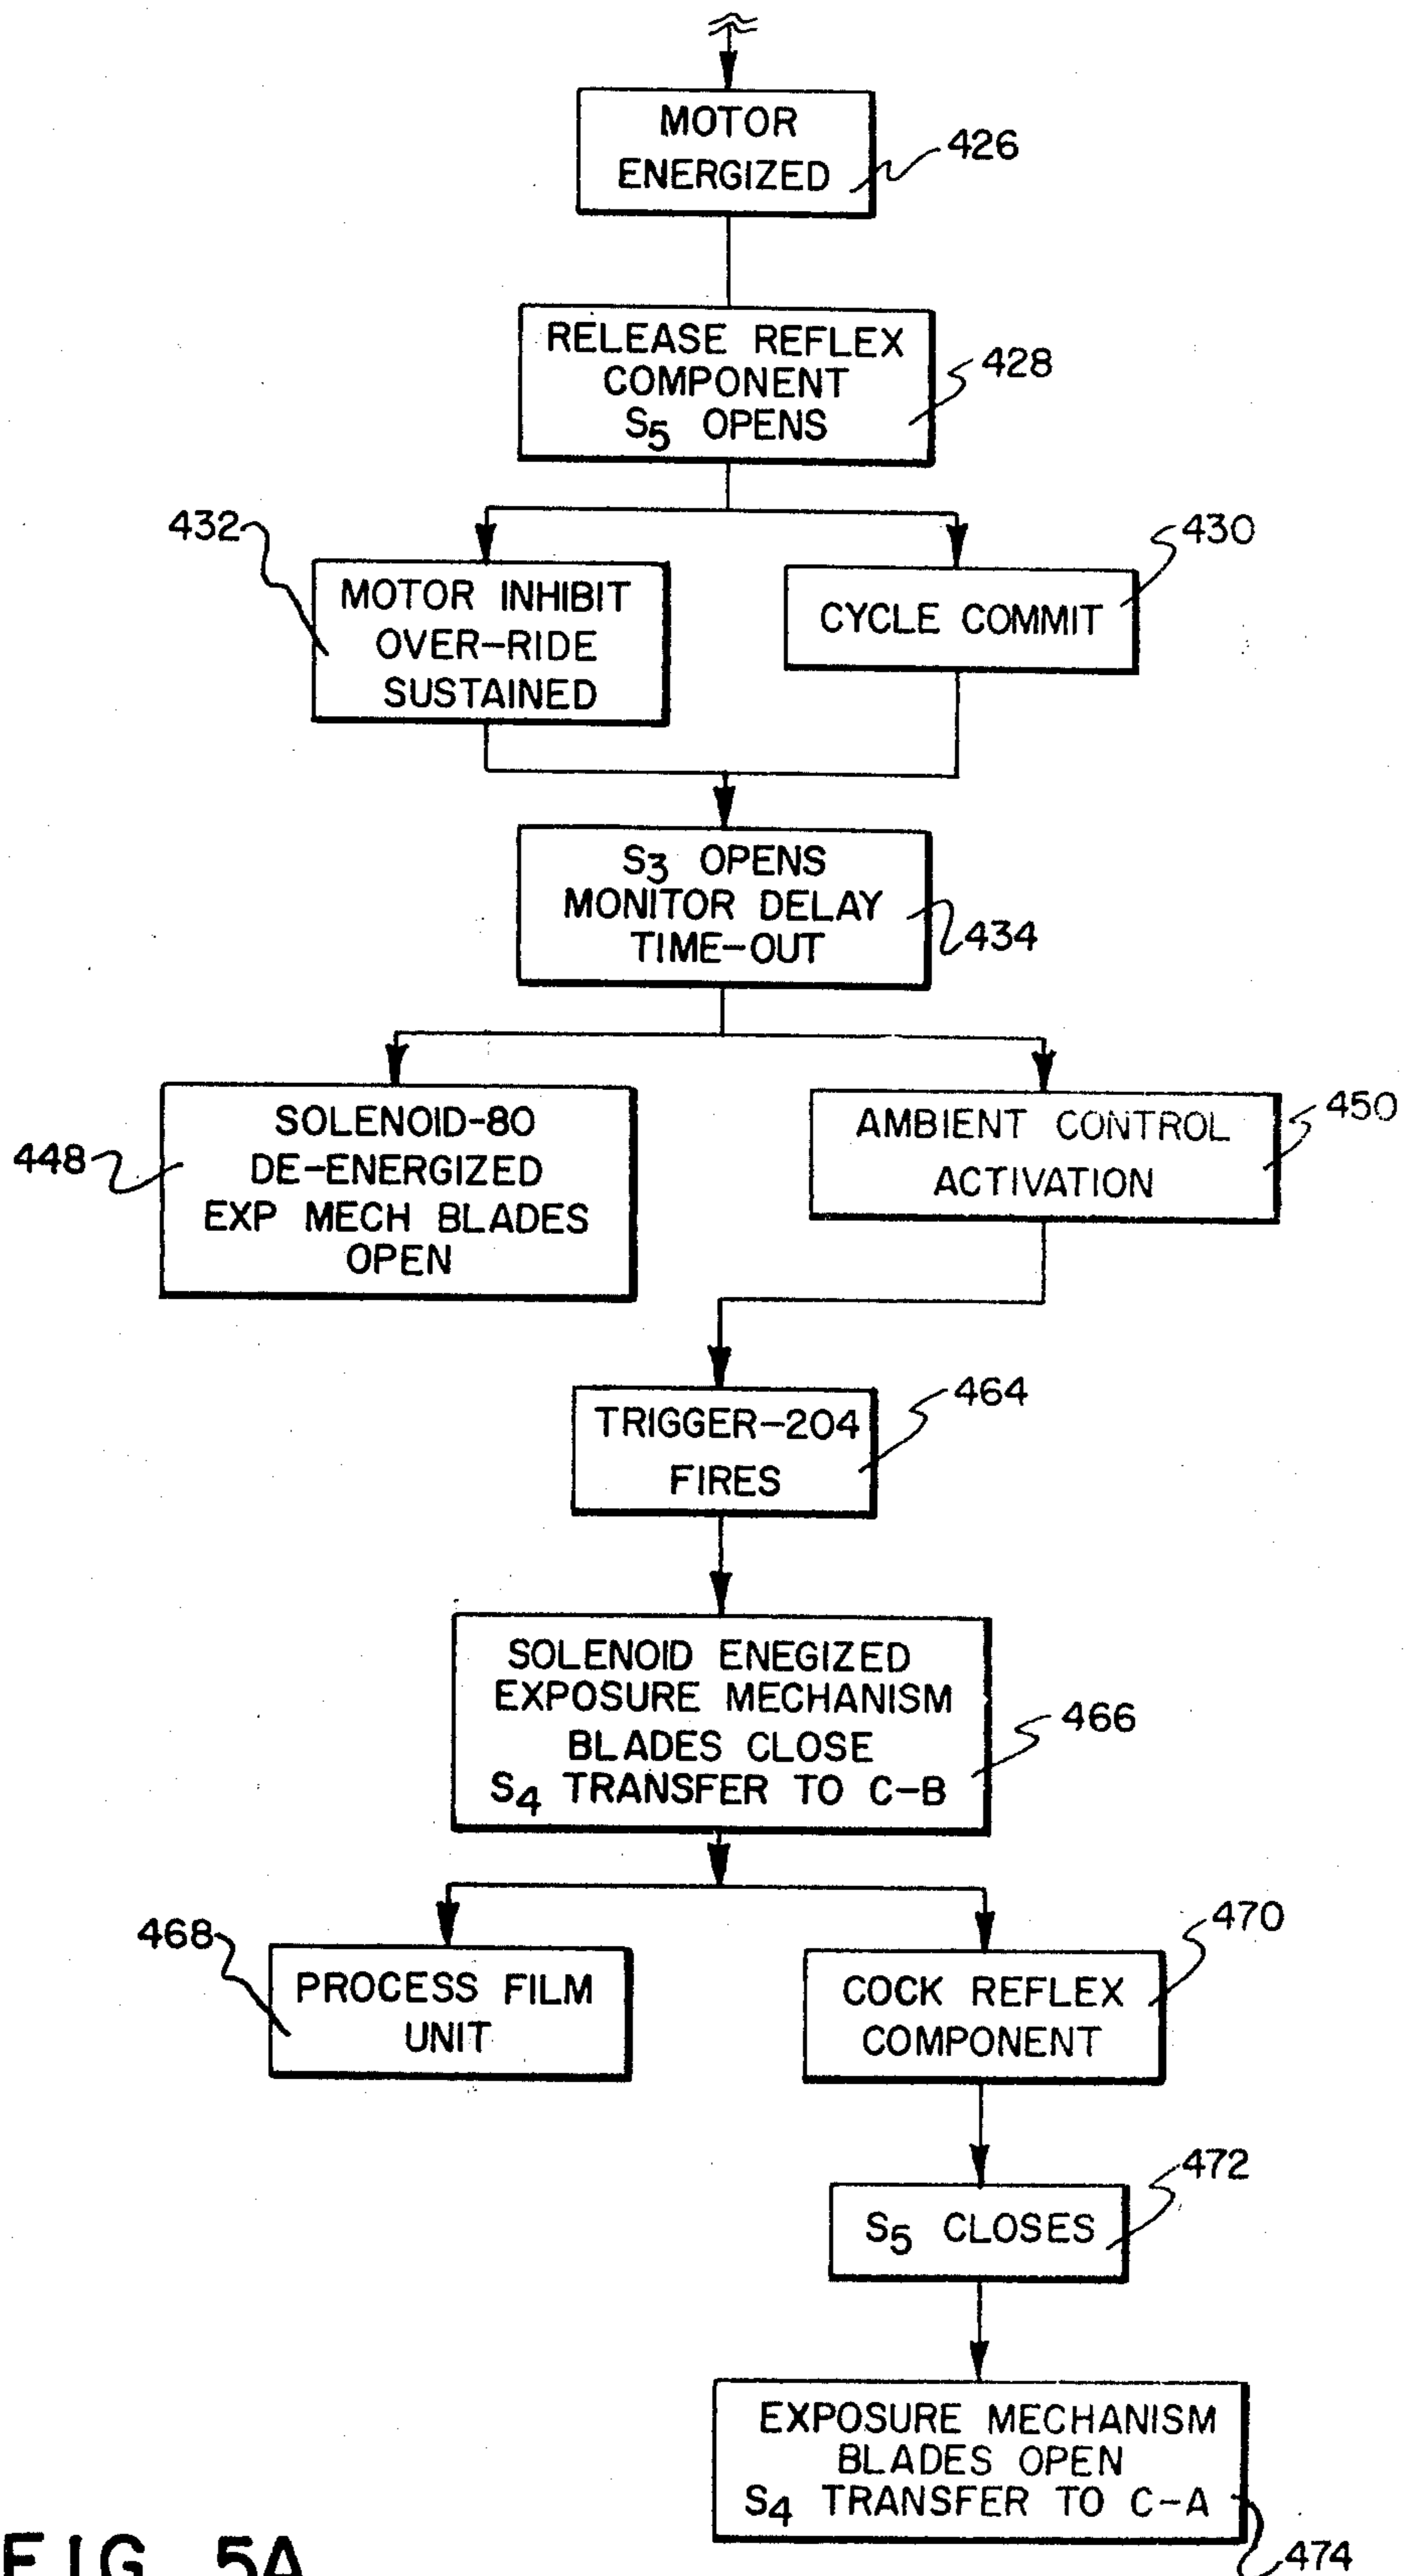 MOTOR
ENERGIZED
426
RELEASE REFLEX
COMPONENT
S5 OPENS
428
432
MOTOR INHIBIT
OVER-RIDE
SUSTAINED
430
CYCLE COMMIT
S3 OPENS
MONITOR DELAY
TIME-OUT
434
448
SOLENOID-80
DE-ENERGIZED
EXP MECH BLADES
OPEN
450
AMBIENT CONTROL
ACTIVATION
464
TRIGGER-204
FIRES
SOLENOID ENEGIZED
EXPOSURE MECHANISM
BLADES CLOSE
S4 TRANSFER TO C-B
466
468
PROCESS FILM
UNIT
470
COCK REFLEX
COMPONENT
472
S5 CLOSES
EXPOSURE MECHANISM
BLADES OPEN
S4 TRANSFER TO C-A
474
FIG. 5A